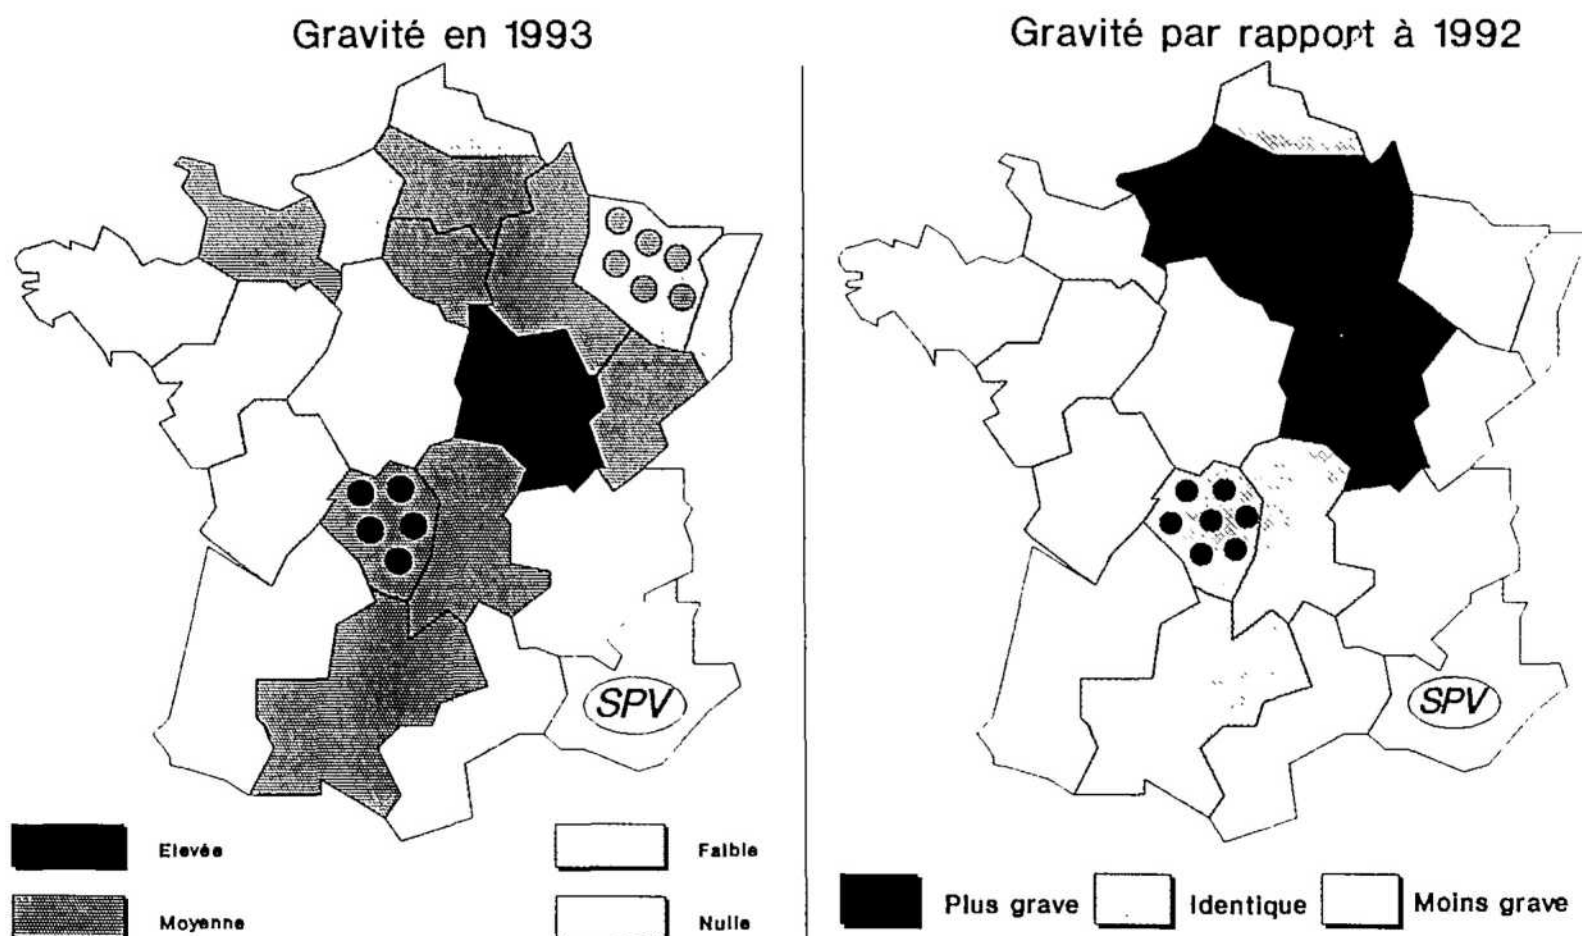 Gravité en 1993
Gravité par rapport à 1992
SPV
SPV
Elevée
Faible
Moyenne
Nulle
Plus grave
Identique
Moins grave